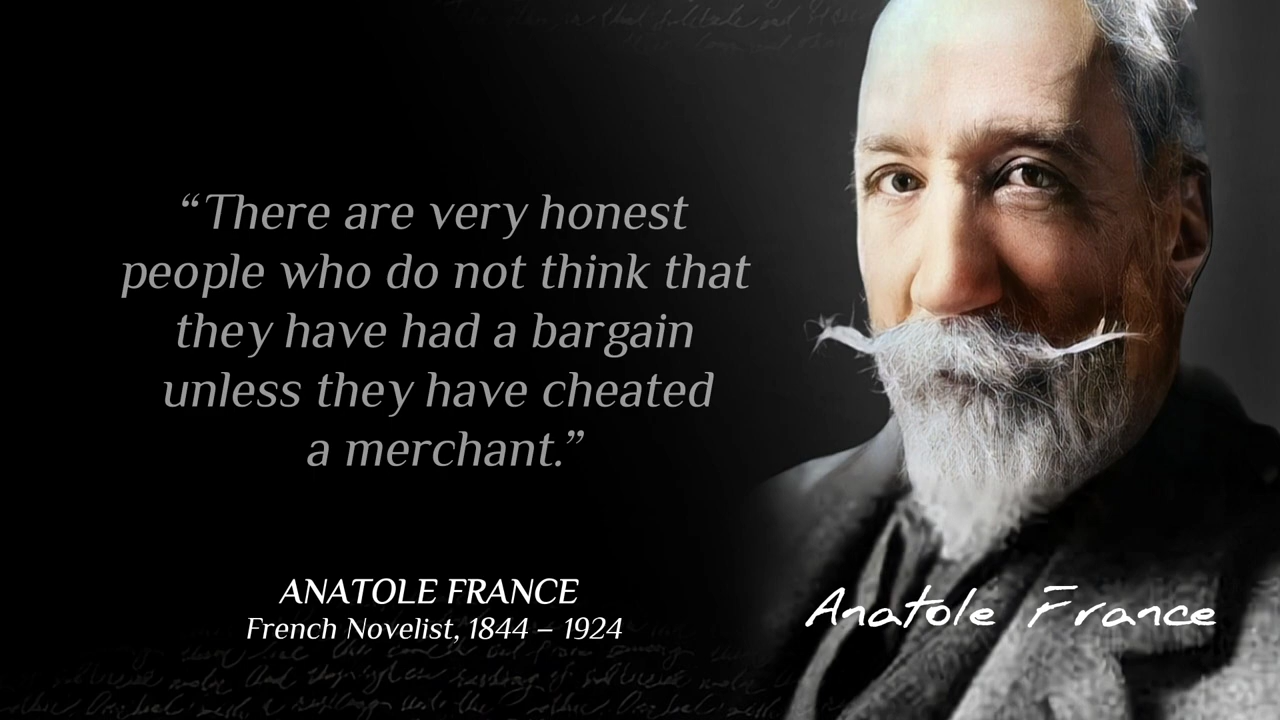 “There are very honest
people who do not think that
they have had a bargain
unless they have cheated
a merchant.”
ANATOLE FRANCE
French Novelist, 1844 – 1924
Anatole France